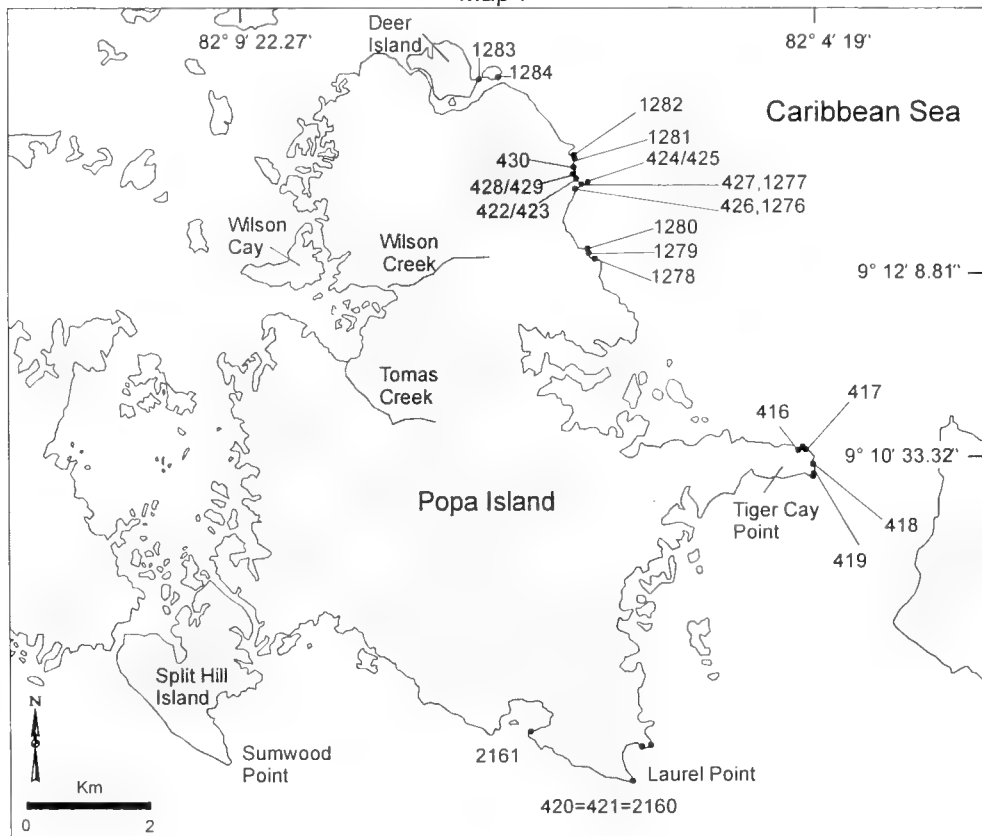 82° 9' 22.27"
82° 4' 19"
Deer
Island
1283
1284
Caribbean Sea
1282
1281
424/425
430
428/429
422/423
427,1277
426,1276
Wilson
Cay
Wilson
Creek
1280
1279
1278
9° 12' 8.81"
Tomas
Creek
416
417
9° 10' 33.32"
Popa Island
Tiger Cay
Point
418
419
Split Hill
Island
N
Sumwood
Point
2161
Laurel Point
420=421=2160
Km
0
2